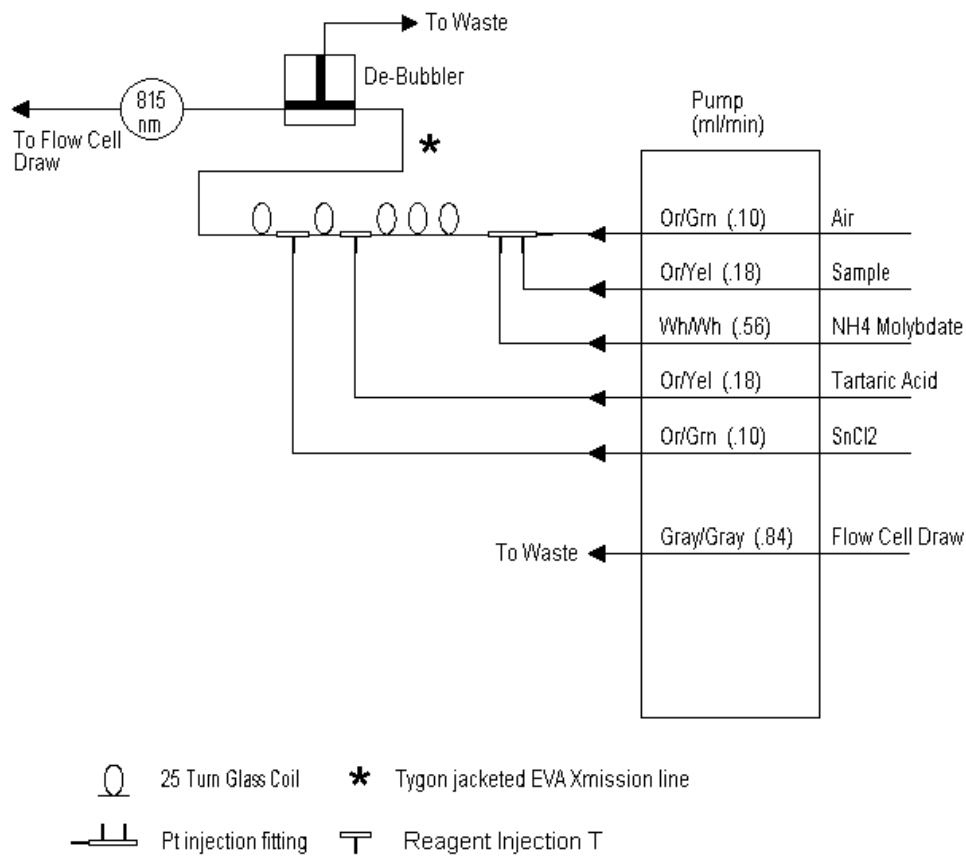 To Waste
De-Bubbler
815
nm
To Flow Cell
Draw
*
Pump
(ml/min)
Or/Grn (.10) Air
Or/Yel (.18) Sample
Wh/Wh (.56) NH4 Molybdate
Or/Yel (.18) Tartaric Acid
Or/Grn (.10) SnCl2
To Waste Gray/Gray (.84) Flow Cell Draw
25 Turn Glass Coil * Tygon jacketed EVA Xmission line
Pt injection fitting Reagent Injection T